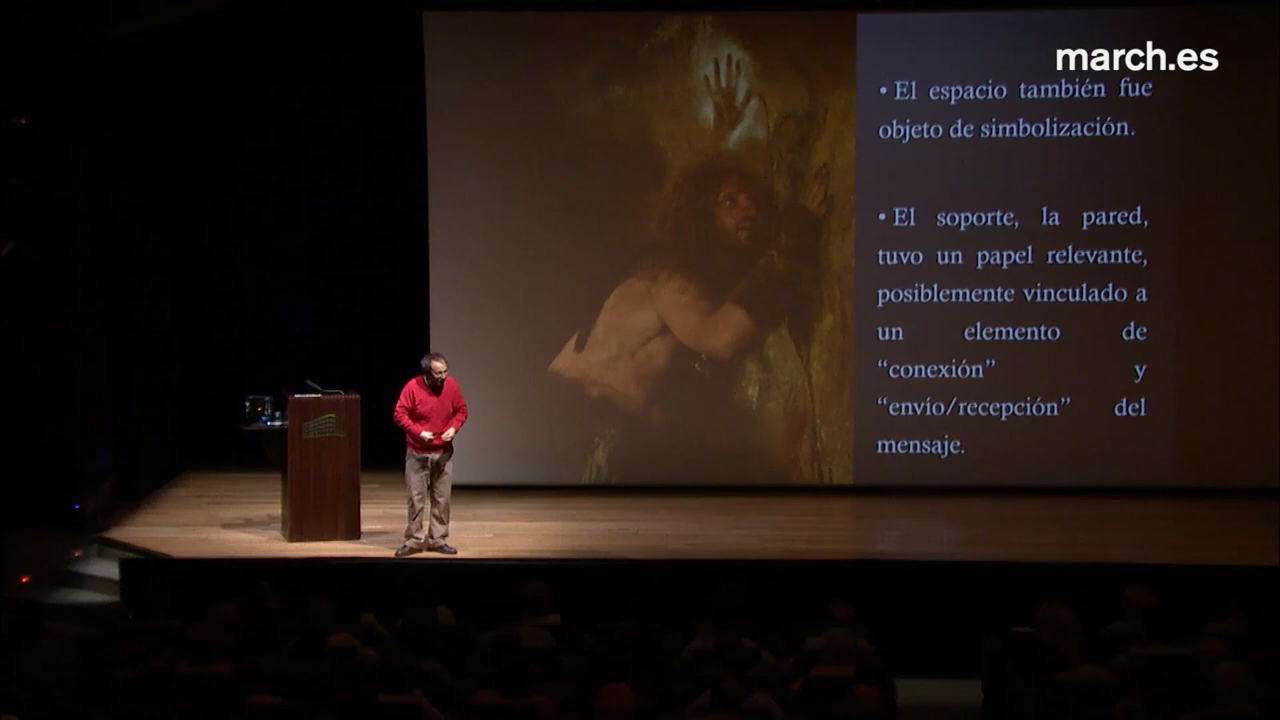 march.es
• El espacio también fue
objeto de simbolización.
• El soporte, la pared,
tuvo un papel relevante,
posiblemente vinculado a
un elemento de
“conexión” y
“envío/recepción” del
mensaje.